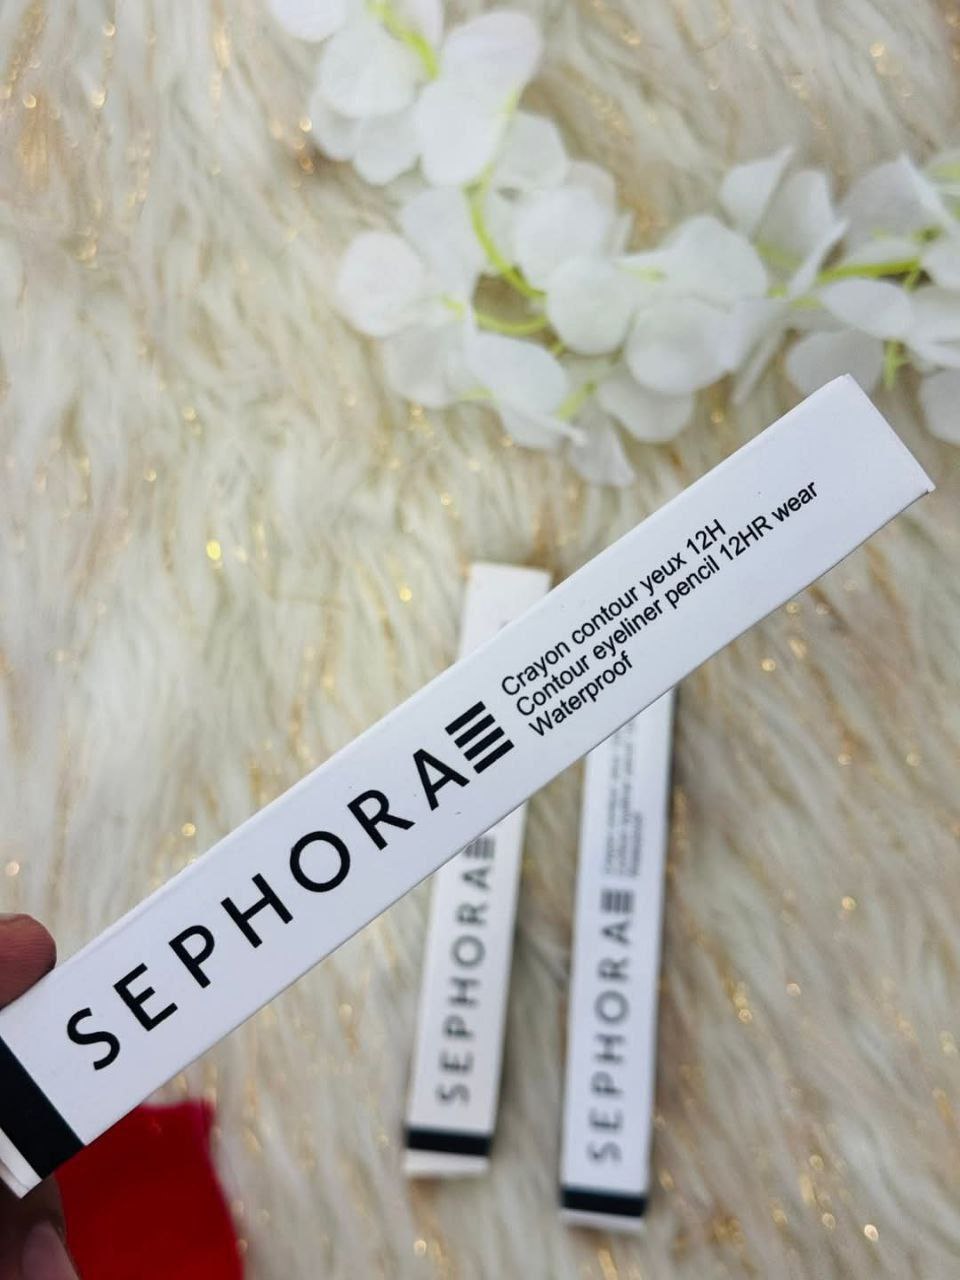 SEPHORA
Crayon contour yeux 12H
Contour eyeliner pencil 12HR wear
Waterproof
SEPHORA
SEPHORA